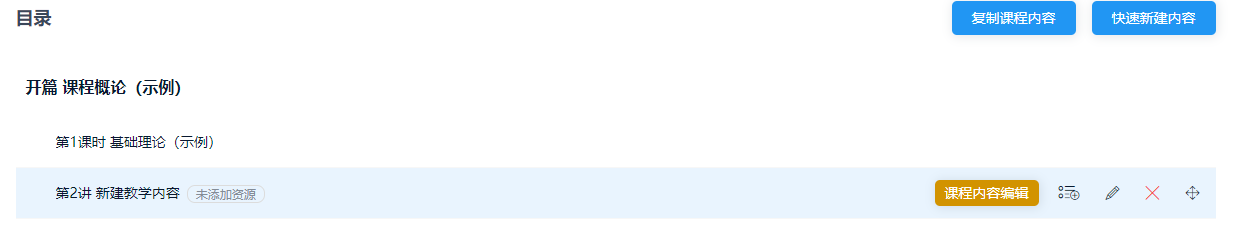 目录 复制课程内容 快速新建内容
开篇 课程概论（示例）
第1课时 基础理论（示例）
第2讲 新建教学内容 未添加资源 课程内容编辑